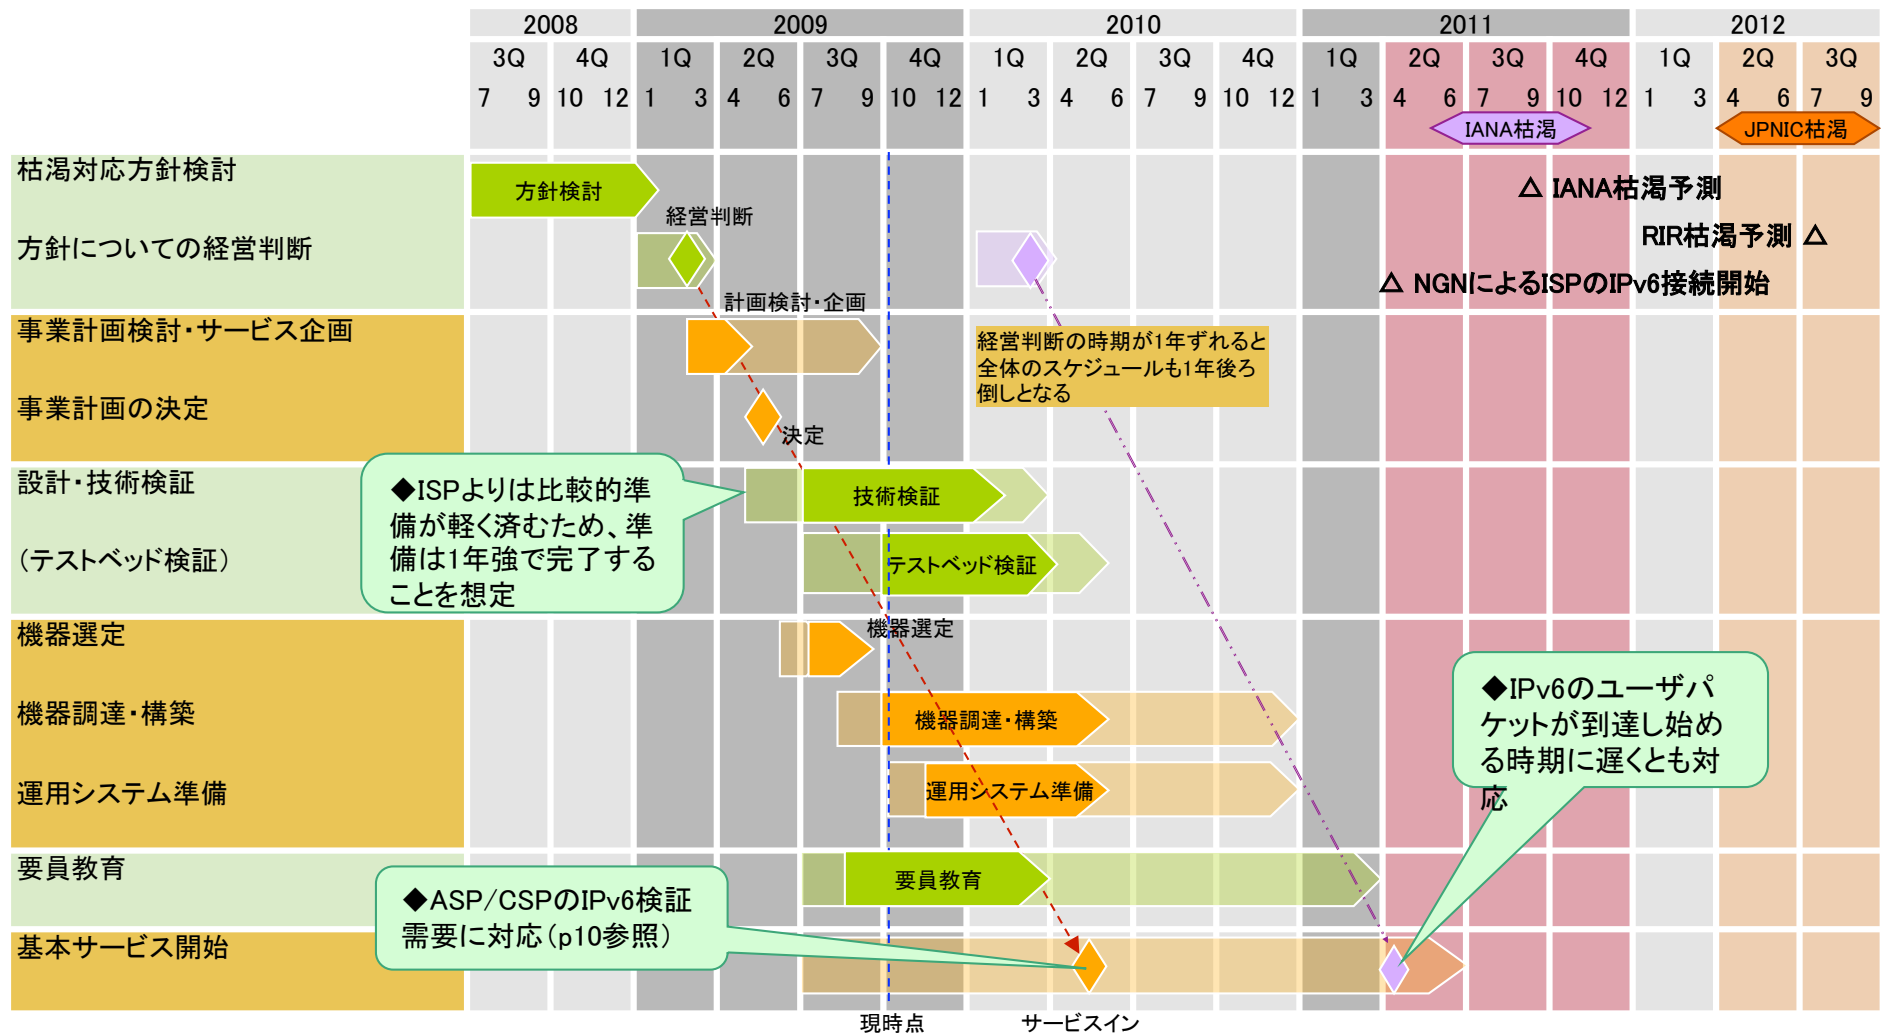 2008 2009 2010 2011 2012
3Q 4Q 1Q 2Q 3Q 4Q 1Q 2Q 3Q 4Q 1Q 2Q 3Q 4Q 1Q 2Q 3Q
7 9 10 12 1 3 4 6 7 9 10 12 1 3 4 6 7 9 10 12 1 3 4 6 7 9 10 12 1 3 4 6 7 9
IANA枯渇
JPNIC枯渇
枯渇対応方針検討
方針検討
△ IANA枯渇予測
経営判断
方針についての経営判断
RIR枯渇予測 △
△ NGNによるISPのIPv6接続開始
計画検討・企画
事業計画検討・サービス企画
経営判断の時期が1年ずれると
全体のスケジュールも1年後ろ
倒しとなる
事業計画の決定
決定
設計・技術検証
◆ISPよりは比較的準
備が軽く済むため、準
備は1年強で完了する
ことを想定
技術検証
(テストベッド検証)
テストベッド検証
機器選定
機器選定
機器調達・構築
機器調達・構築
◆IPv6のユーザパ
ケットが到達し始め
る時期に遅くとも対
応
運用システム準備
運用システム準備
要員教育
要員教育
◆ASP/CSPのIPv6検証
需要に対応(p10参照)
基本サービス開始
現時点
サービスイン